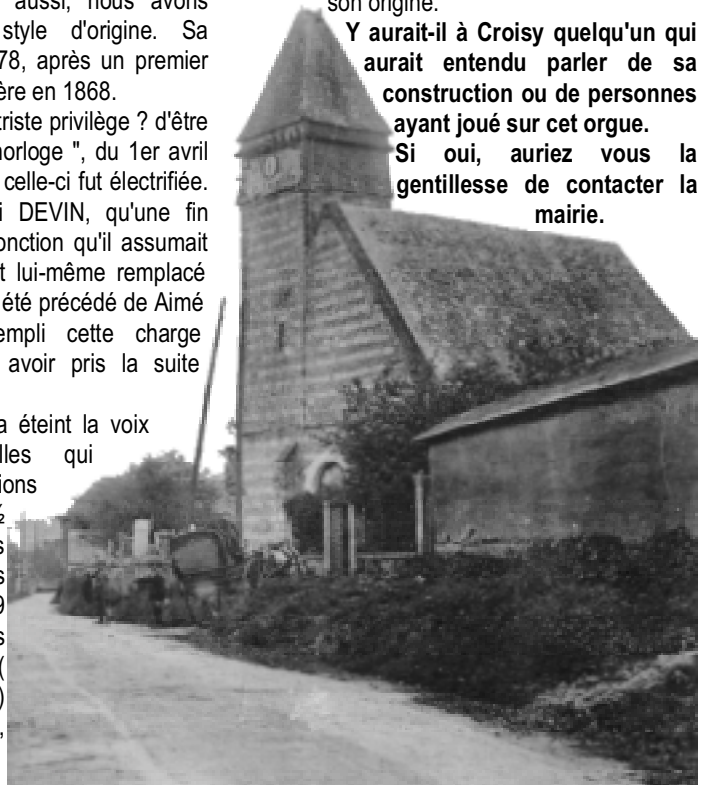 aussi, nous avons
style d'origine. Sa
78, après un premier
ère en 1868.
triste privilège ? d'être
horloge ", du 1er avril
celle-ci fut électrifiée.
i DEVIN, qu'une fin
onction qu'il assumait
t lui-même remplacé
été précédé de Aimé
empli cette charge
avoir pris la suite
a éteint la voix
lles qui
ions
½
s
s
9
s
(
)
,
son origine.
Y aurait-il à Croisy quelqu'un qui
aurait entendu parler de sa
construction ou de personnes
ayant joué sur cet orgue.
Si oui, auriez vous la
gentillesse de contacter la
mairie.